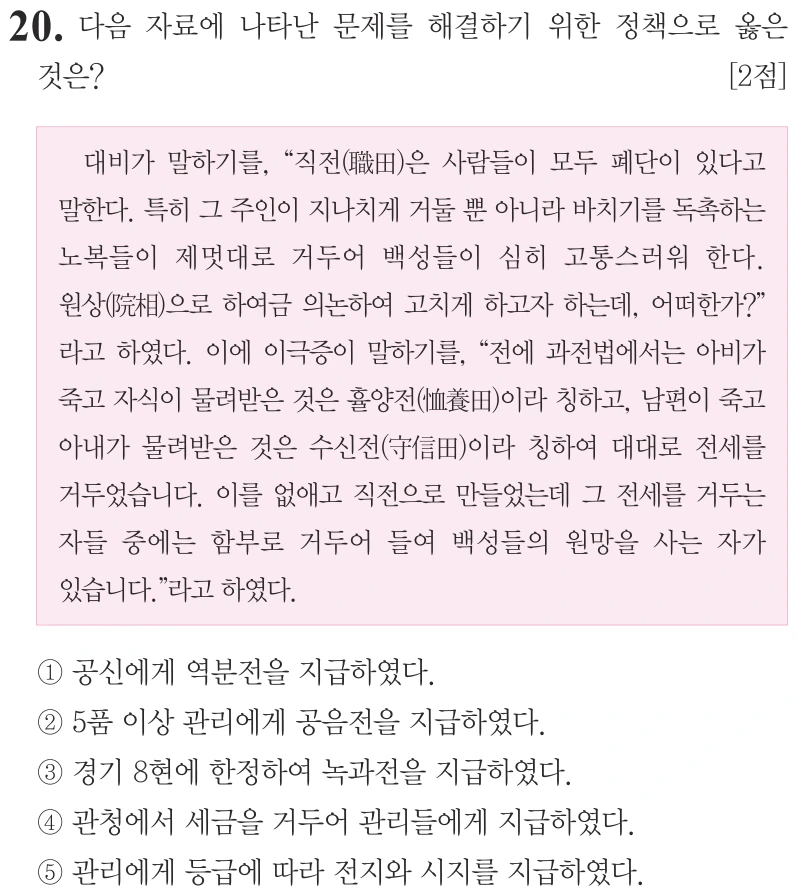 20. 다음 자료에 나타난 문제를 해결하기 위한 정책으로 옳은
것은? [2점]
대비가 말하기를, “직전(職田)은 사람들이 모두 폐단이 있다고
말한다. 특히 그 주인이 지나치게 거둘 뿐 아니라 바치기를 독촉하는
노복들이 제멋대로 거두어 백성들이 심히 고통스러워 한다.
원상(院相)으로 하여금 의논하여 고치게 하고자 하는데, 어떠한가?”
라고 하였다. 이에 이극증이 말하기를, “전에 과전법에서는 아비가
죽고 자식이 물려받은 것은 휼양전(恤養田)이라 칭하고, 남편이 죽고
아내가 물려받은 것은 수신전(守信田)이라 칭하여 대대로 전세를
거두었습니다. 이를 없애고 직전으로 만들었는데 그 전세를 거두는
자들 중에는 함부로 거두어 들여 백성들의 원망을 사는 자가
있습니다.”라고 하였다.
① 공신에게 역분전을 지급하였다.
② 5품 이상 관리에게 공음전을 지급하였다.
③ 경기 8현에 한정하여 녹과전을 지급하였다.
④ 관청에서 세금을 거두어 관리들에게 지급하였다.
⑤ 관리에게 등급에 따라 전지와 시지를 지급하였다.